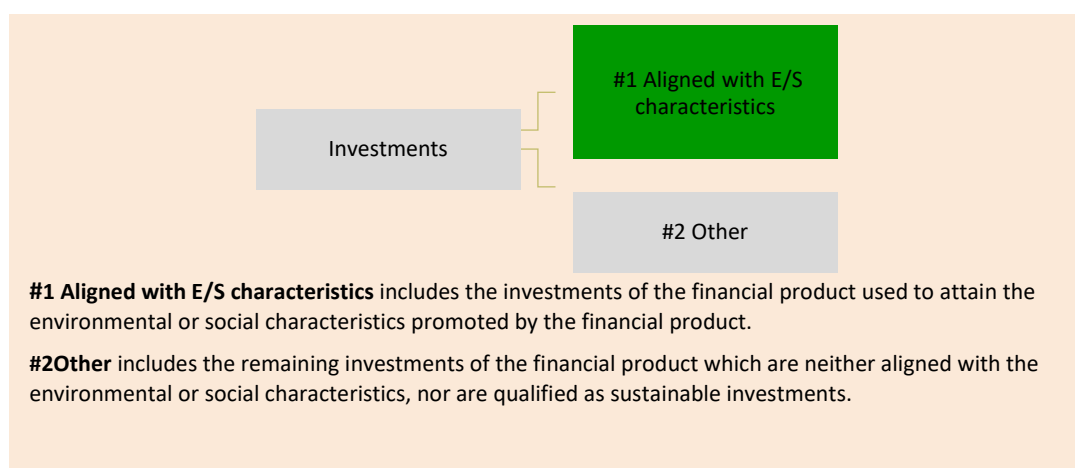 #1 Aligned with E/S
characteristics
Investments
#2 Other
#1 Aligned with E/S characteristics includes the investments of the financial product used to attain the
environmental or social characteristics promoted by the financial product.
#2Other includes the remaining investments of the financial product which are neither aligned with the
environmental or social characteristics, nor are qualified as sustainable investments.